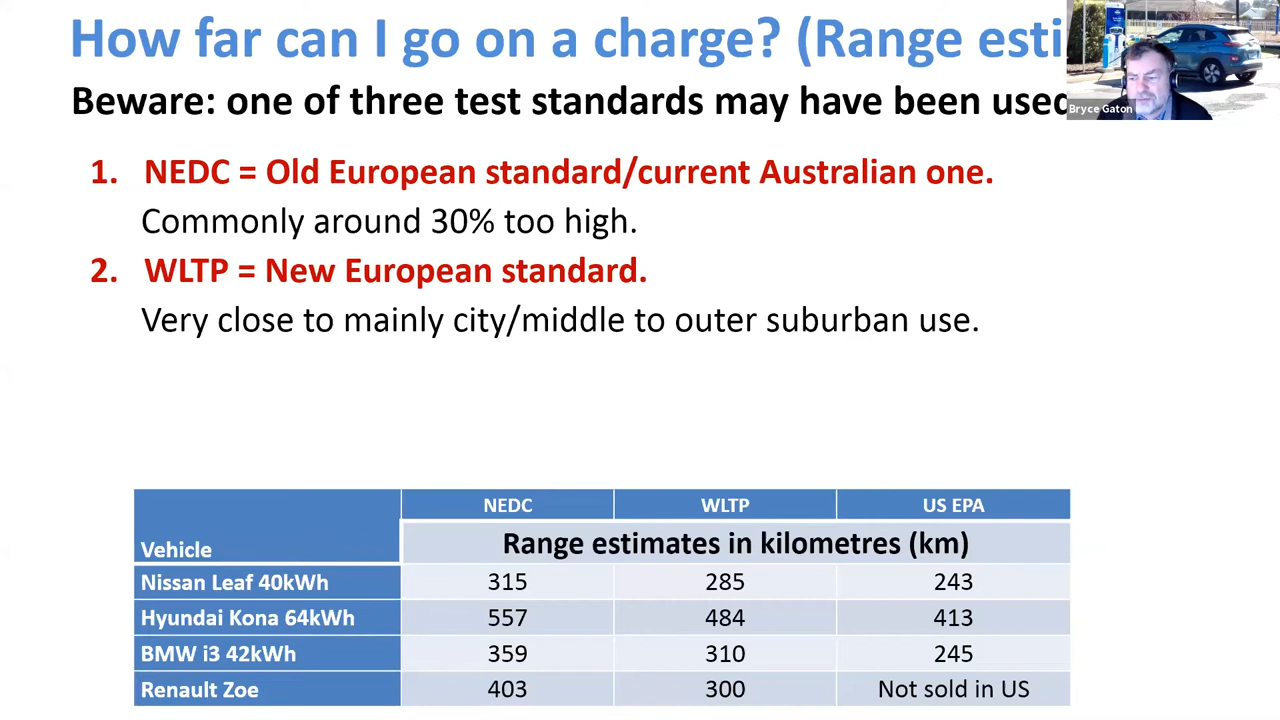 How far can I go on a charge? (Range esti
Beware: one of three test standards may have been used
Bryce Gaton
1. NEDC = Old European standard/current Australian one.
Commonly around 30% too high.
2. WLTP = New European standard.
Very close to mainly city/middle to outer suburban use.
NEDC WLTP US EPA
Vehicle Range estimates in kilometres (km)
Nissan Leaf 40kWh 315 285 243
Hyundai Kona 64kWh 557 484 413
BMW i3 42kWh 359 310 245
Renault Zoe 403 300 Not sold in US